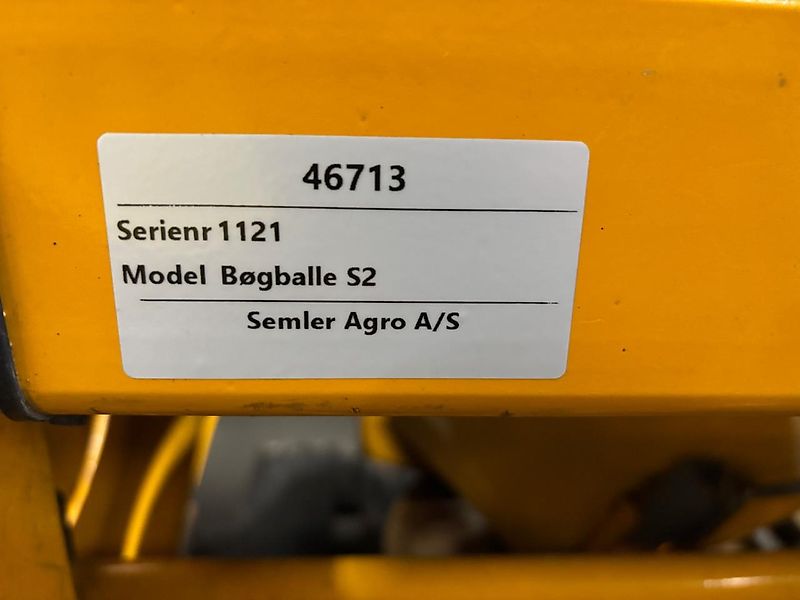 46713
Serienr 1121
Model Bøgballe S2
Semler Agro A/S